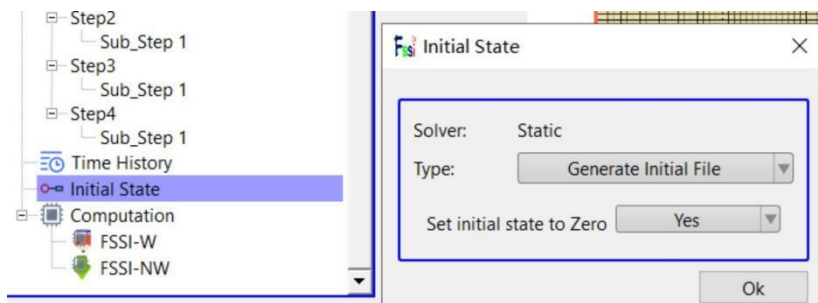 Step2
Sub_Step 1
Step3
Sub_Step 1
Step4
Sub_Step 1
Time History
Initial State
Computation
FSSI-W
FSSI-NW
Fssi Initial State
Solver: Static
Type: Generate Initial File
Set initial state to Zero Yes
Ok